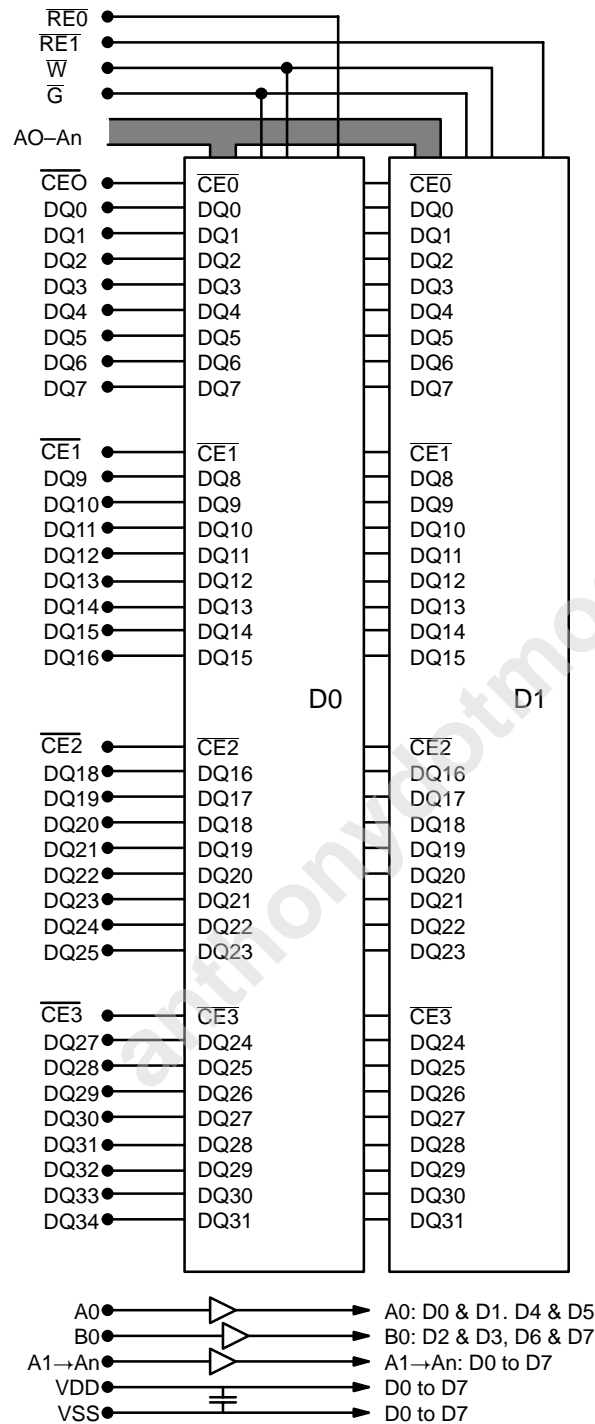 RE0
RE1
W
G
AO–An
CEO CE0 CE0
DQ0 DQ0 DQ0
DQ1 DQ1 DQ1
DQ2 DQ2 DQ2
DQ3 DQ3 DQ3
DQ4 DQ4 DQ4
DQ5 DQ5 DQ5
DQ6 DQ6 DQ6
DQ7 DQ7 DQ7
CE1 CE1 CE1
DQ9 DQ8 DQ8
DQ10 DQ9 DQ9
DQ11 DQ10 DQ10
DQ12 DQ11 DQ11
DQ13 DQ12 DQ12
DQ14 DQ13 DQ13
DQ15 DQ14 DQ14
DQ16 DQ15 DQ15
D0 D1
CE2 CE2 CE2
DQ18 DQ16 DQ16
DQ19 DQ17 DQ17
DQ20 DQ18 DQ18
DQ21 DQ19 DQ19
DQ22 DQ20 DQ20
DQ23 DQ21 DQ21
DQ24 DQ22 DQ22
DQ25 DQ23 DQ23
CE3 CE3 CE3
DQ27 DQ24 DQ24
DQ28 DQ25 DQ25
DQ29 DQ26 DQ26
DQ30 DQ27 DQ27
DQ31 DQ28 DQ28
DQ32 DQ29 DQ29
DQ33 DQ30 DQ30
DQ34 DQ31 DQ31
A0 A0: D0 & D1. D4 & D5
B0 B0: D2 & D3, D6 & D7
A1→An A1→An: D0 to D7
VDD D0 to D7
VSS D0 to D7